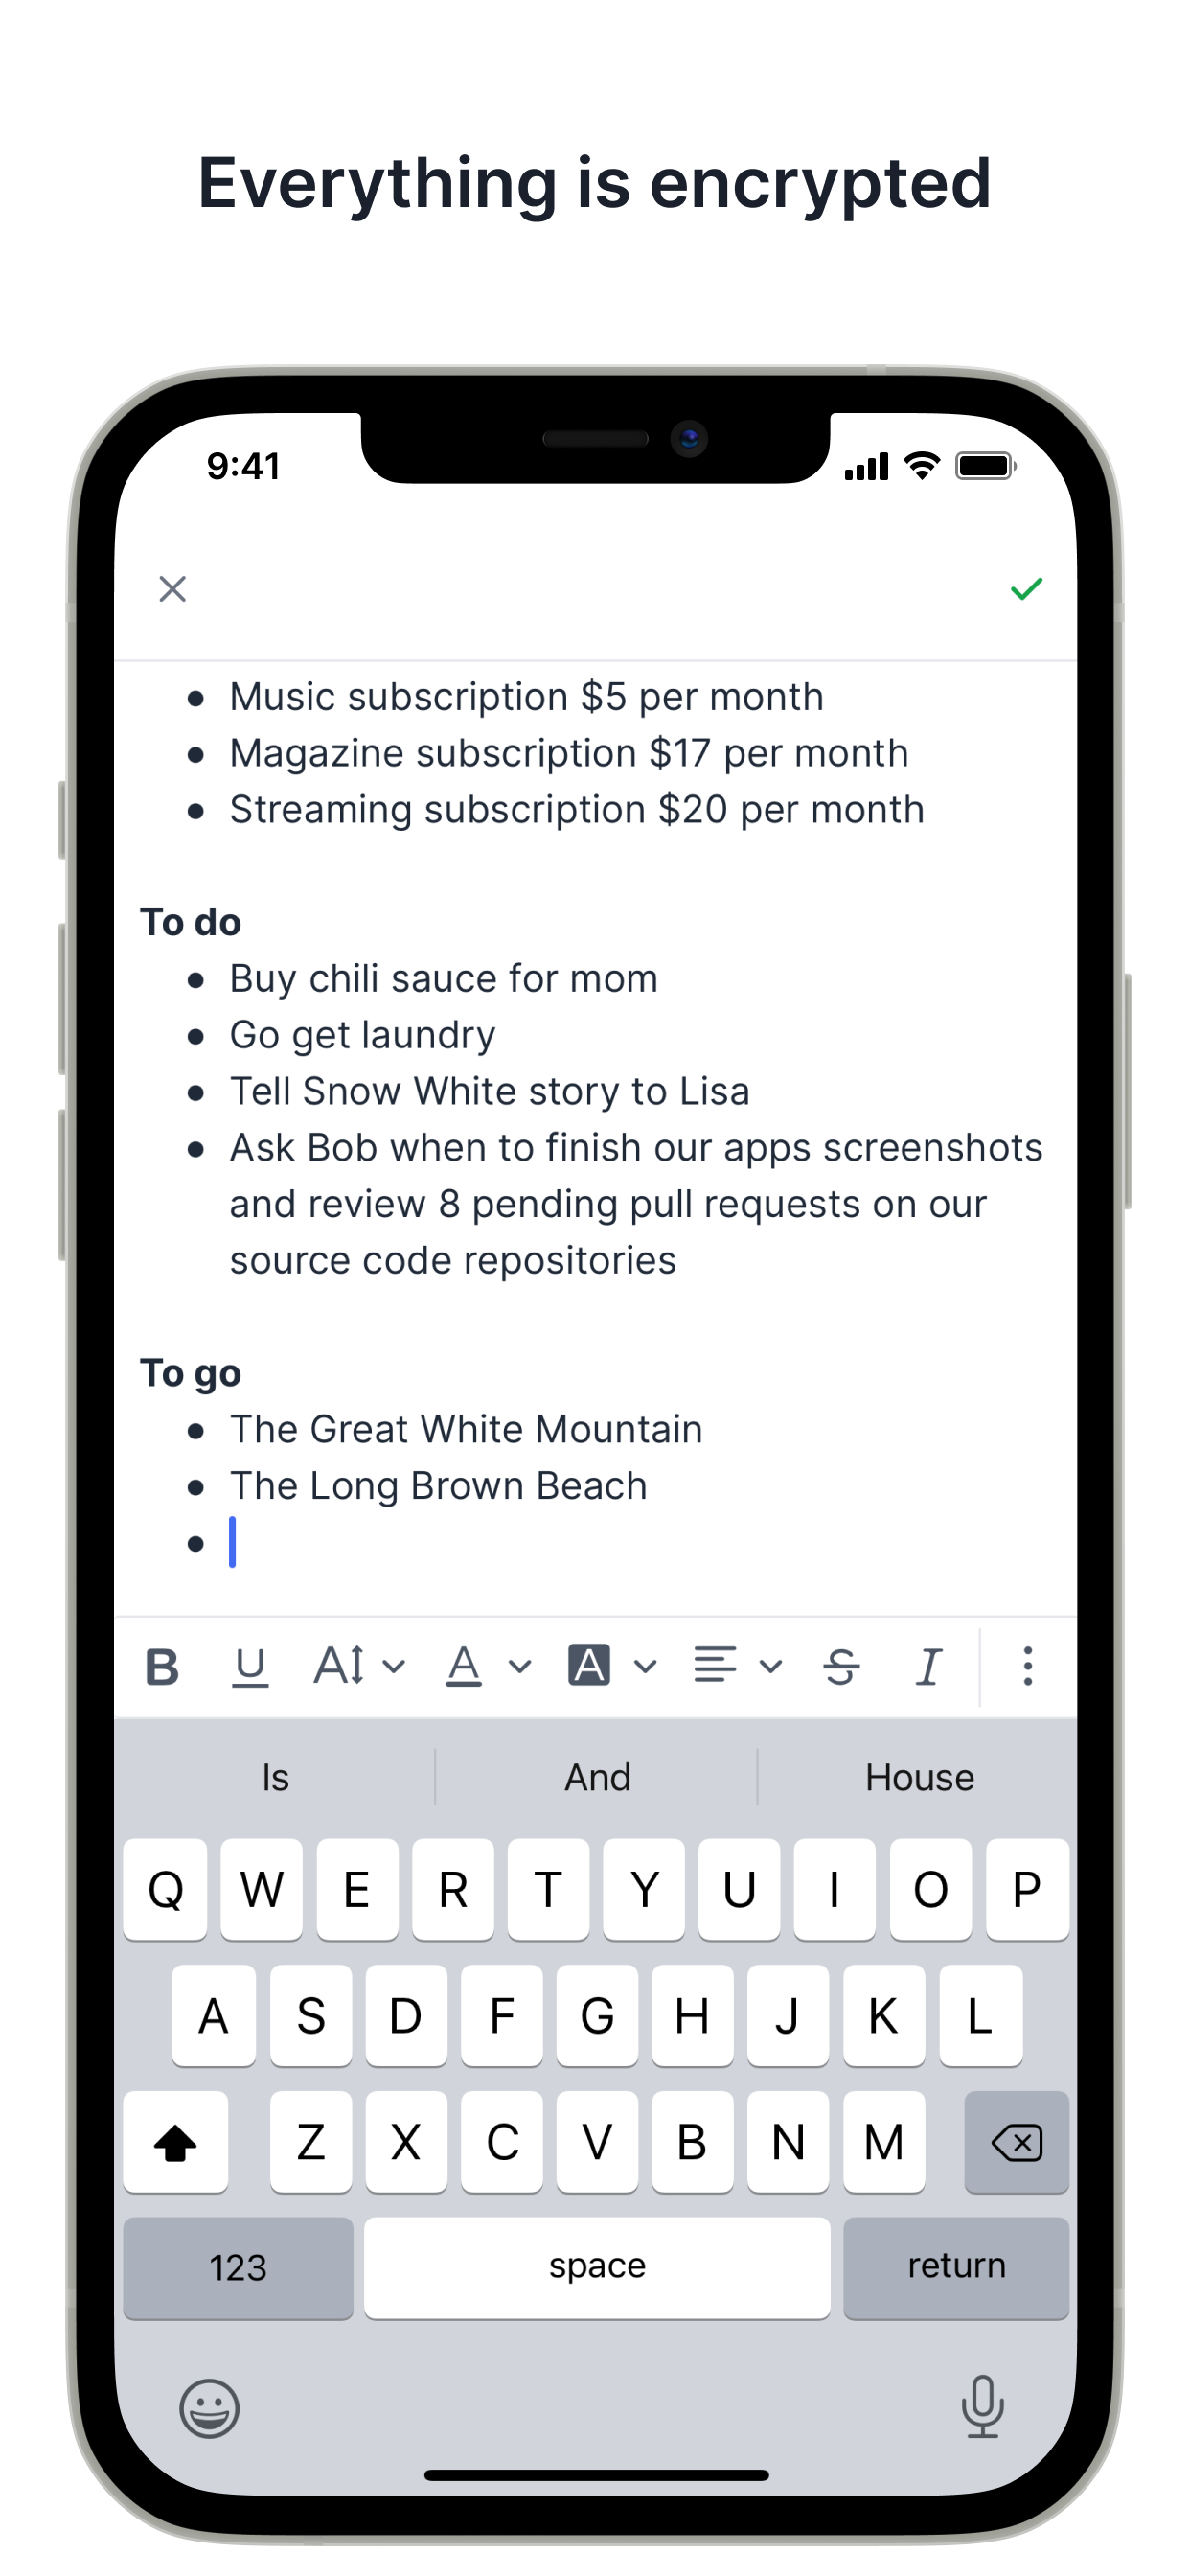 Everything is encrypted
9:41
• Music subscription $5 per month
• Magazine subscription $17 per month
• Streaming subscription $20 per month
To do
• Buy chili sauce for mom
• Go get laundry
• Tell Snow White story to Lisa
• Ask Bob when to finish our apps screenshots
and review 8 pending pull requests on our
source code repositories
To go
• The Great White Mountain
• The Long Brown Beach
•
B U A A A S I
Is And House
Q W E R T Y U I O P
A S D F G H J K L
Z X C V B N M
123 space return